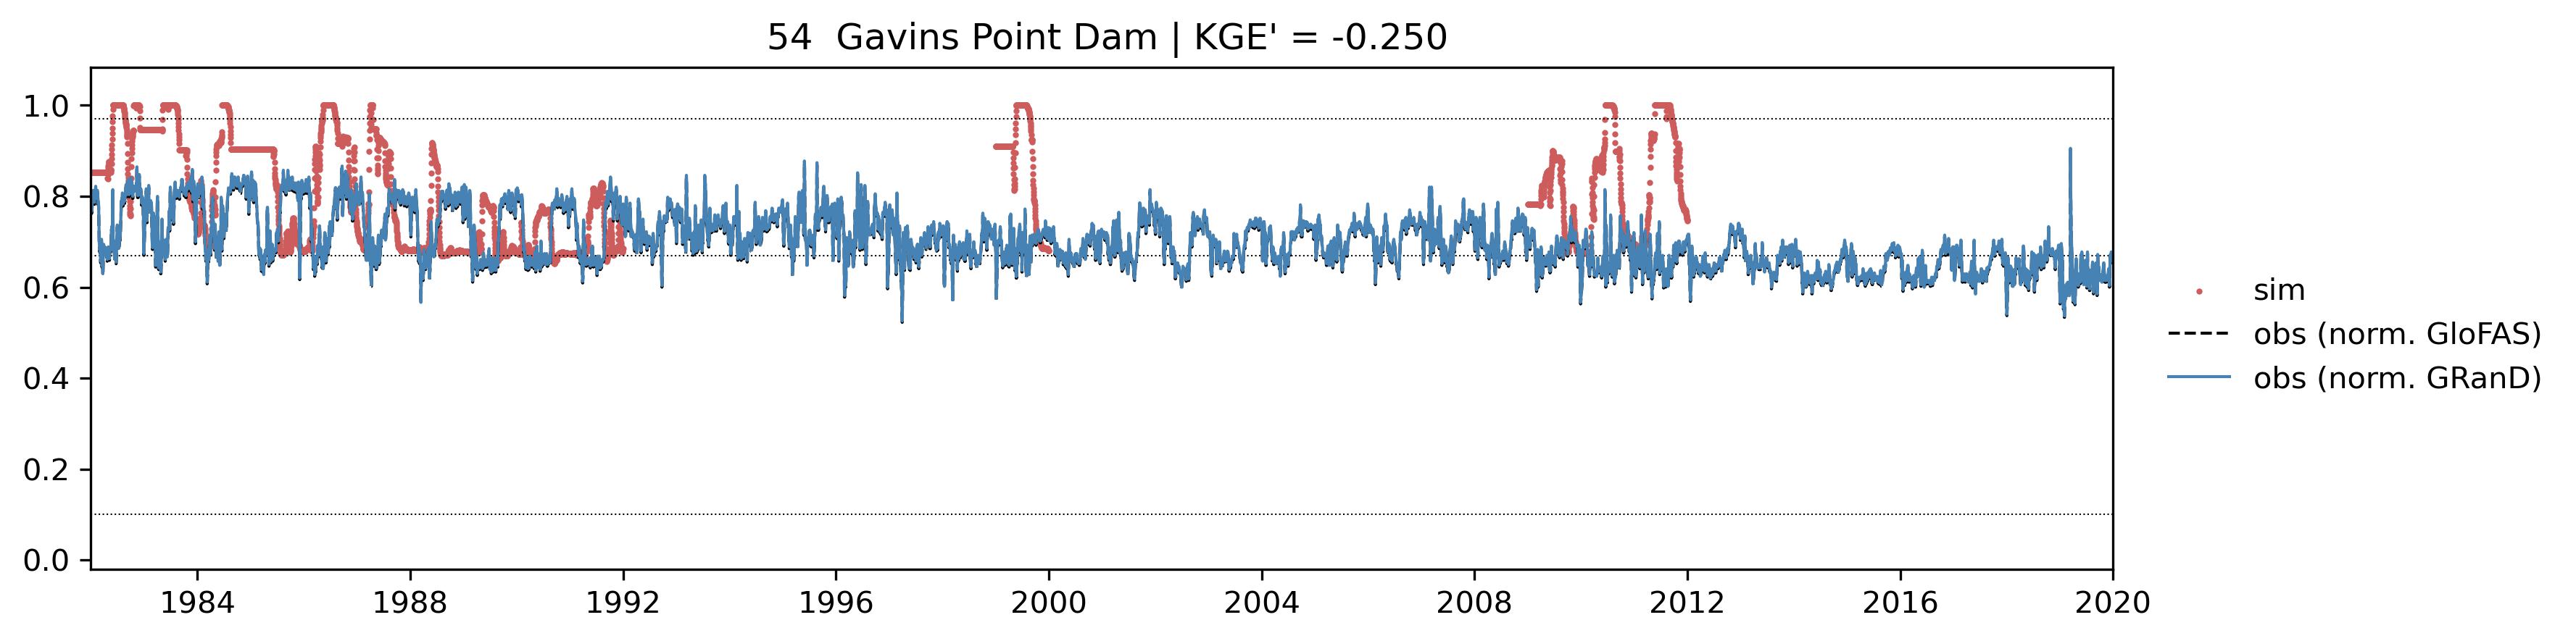 54  Gavins Point Dam | KGE' = -0.250
1.0
0.8
0.6
0.4
0.2
0.0
1984 1988 1992 1996 2000 2004 2008 2012 2016 2020
sim
obs (norm. GloFAS)
obs (norm. GRanD)